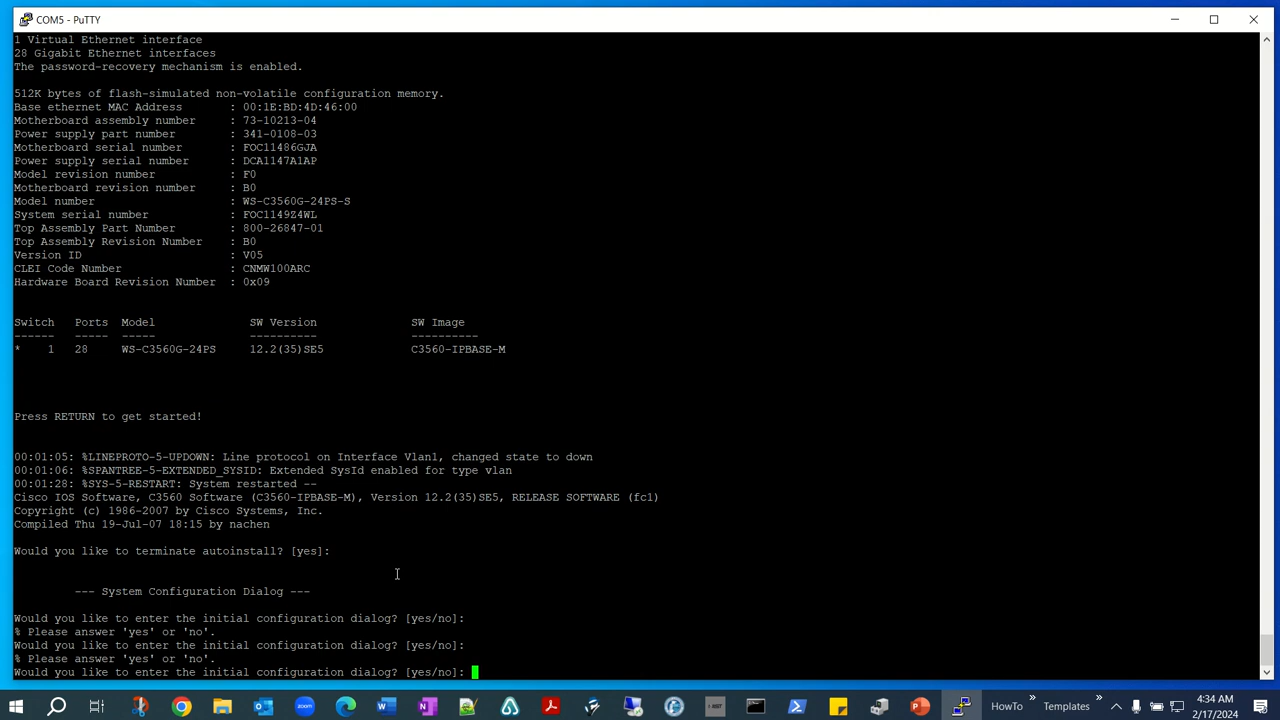 COM5 - PuTTY
1 Virtual Ethernet interface
28 Gigabit Ethernet interfaces
The password-recovery mechanism is enabled.
512K bytes of flash-simulated non-volatile configuration memory.
Base ethernet MAC Address : 00:1E:BD:4D:46:00
Motherboard assembly number : 73-10213-04
Power supply part number : 341-0108-03
Motherboard serial number : FOC11486GJA
Power supply serial number : DCA1147A1AP
Model revision number : F0
Motherboard revision number : B0
Model number : WS-C3560G-24PS-S
System serial number : FOC1149Z4WL
Top Assembly Part Number : 800-26847-01
Top Assembly Revision Number : B0
Version ID : V05
CLEI Code Number : CNMW100ARC
Hardware Board Revision Number : 0x09
Switch Ports Model SW Version SW Image
------ ----- ----- ---------- ----------
* 1 28 WS-C3560G-24PS 12.2(35)SE5 C3560-IPBASE-M
Press RETURN to get started!
00:01:05: %LINEPROTO-5-UPDOWN: Line protocol on Interface Vlan1, changed state to down
00:01:06: %SPANTREE-5-EXTENDED_SYSID: Extended SysId enabled for type vlan
00:01:28: %SYS-5-RESTART: System restarted --
Cisco IOS Software, C3560 Software (C3560-IPBASE-M), Version 12.2(35)SE5, RELEASE SOFTWARE (fc1)
Copyright (c) 1986-2007 by Cisco Systems, Inc.
Compiled Thu 19-Jul-07 18:15 by nachen
Would you like to terminate autoinstall? [yes]:
--- System Configuration Dialog ---
Would you like to enter the initial configuration dialog? [yes/no]:
% Please answer 'yes' or 'no'.
Would you like to enter the initial configuration dialog? [yes/no]:
% Please answer 'yes' or 'no'.
Would you like to enter the initial configuration dialog? [yes/no]:
HowTo » Templates » 4:34 AM
2/17/2024